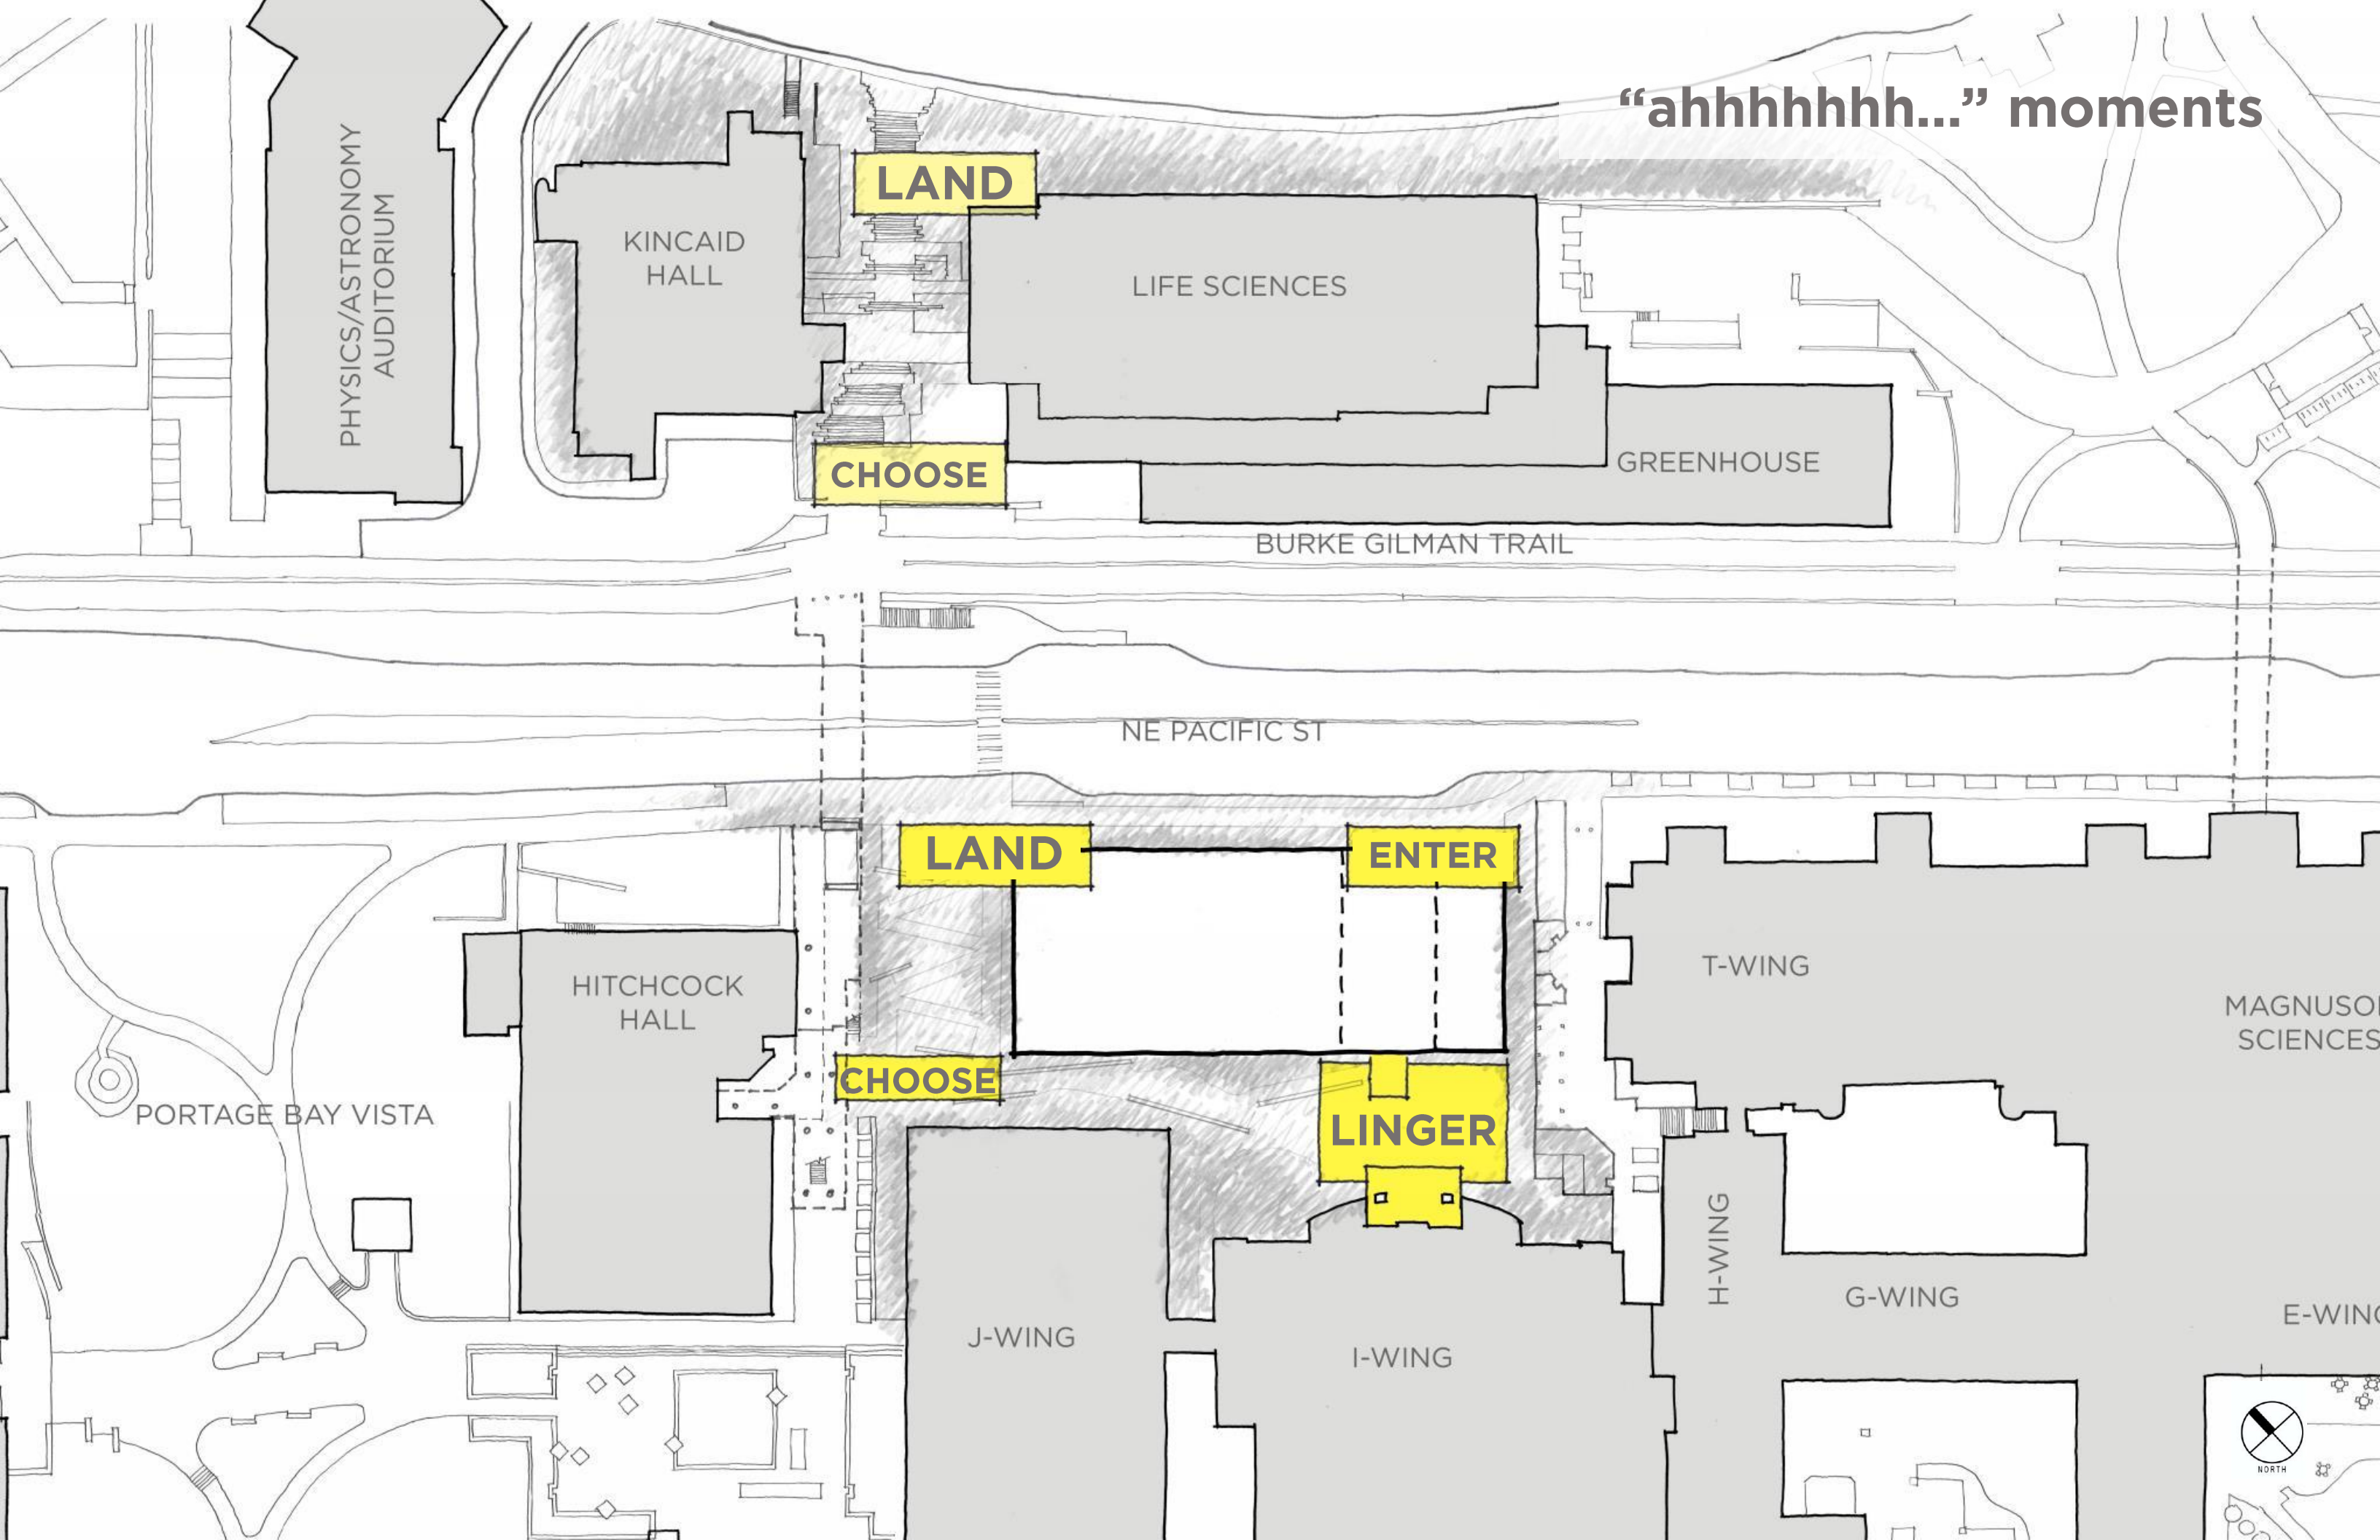 “ahhhhhhh...” moments
PHYSICS/ASTRONOMY
AUDITORIUM
KINCAID
HALL
LAND
LIFE SCIENCES
CHOOSE
GREENHOUSE
BURKE GILMAN TRAIL
NE PACIFIC ST
LAND
ENTER
HITCHCOCK
HALL
T-WING
MAGNUSO
SCIENCES
CHOOSE
PORTAGE BAY VISTA
LINGER
H-WING
G-WING
E-WING
J-WING
I-WING
NORTH